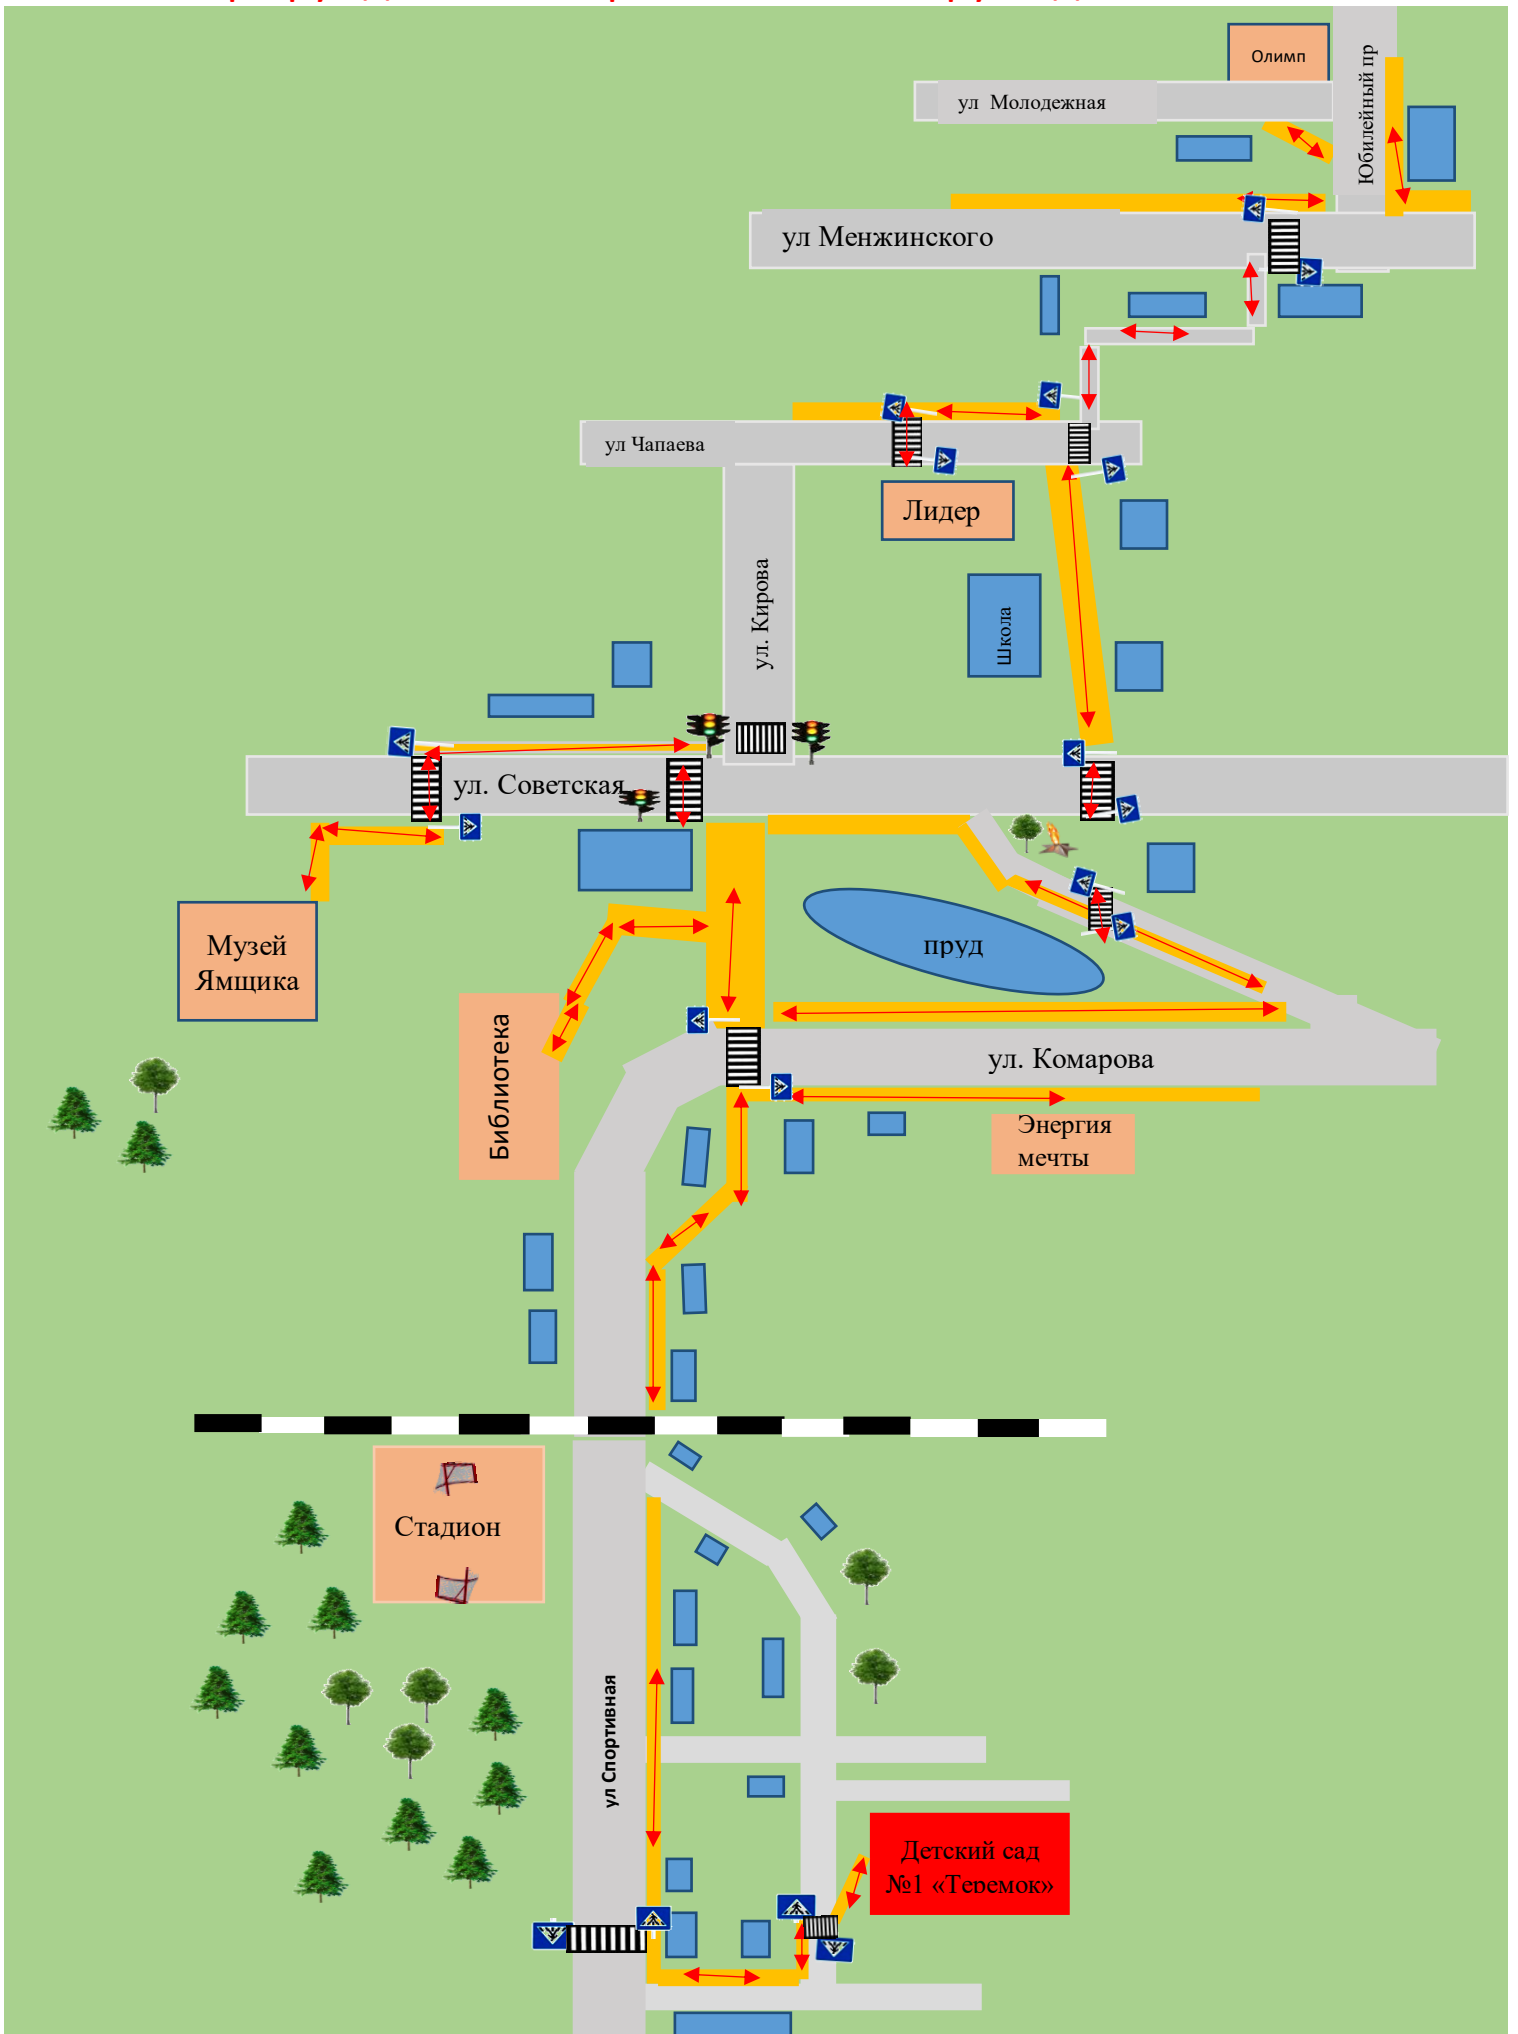 Олимп
ул Молодежная
Юбилейный пр
ул Менжинского
ул Чапаева
Лидер
ул. Кирова
Школа
ул. Советская
Музей
Ямщика
пруд
Библиотека
ул. Комарова
Энергия
мечты
Стадион
ул Спортивная
Детский сад
№1 «Теремок»